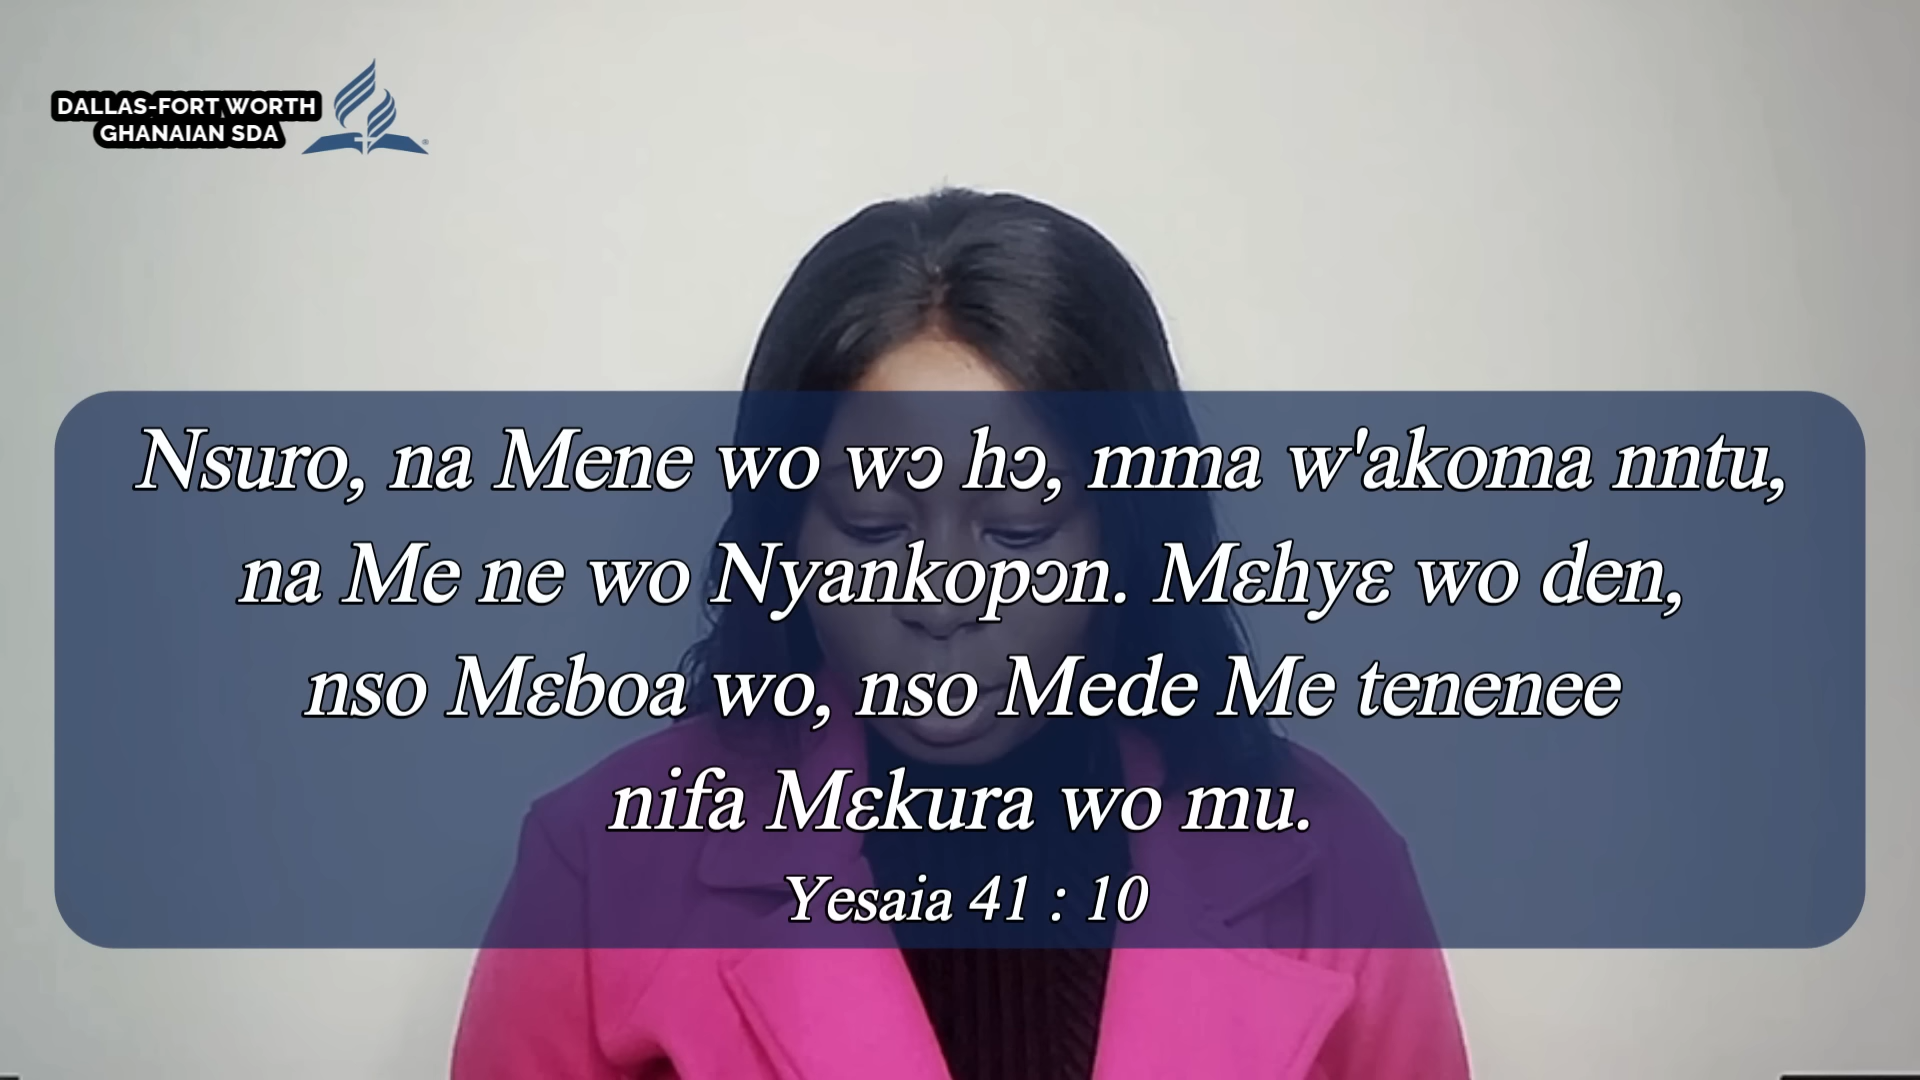 DALLAS-FORT WORTH
GHANAIAN SDA
Nsuro, na Mene wo wɔ hɔ, mma w'akoma nntu,
na Me ne wo Nyankopɔn. Mɛhyɛ wo den,
nso Mɛboa wo, nso Mede Me tenenee
nifa Mɛkura wo mu.
Yesaia 41 : 10